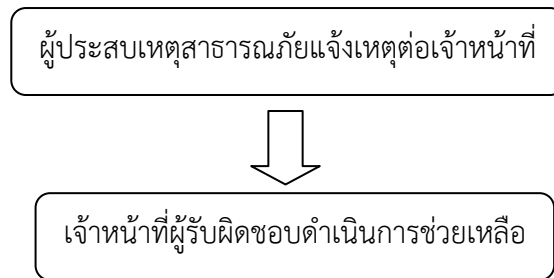 ผู้ประสบเหตุสาธารณภัยแจ้งเหตุต่อเจ้าหน้าที่
เจ้าหน้าที่ผู้รับผิดชอบดำเนินการช่วยเหลือ